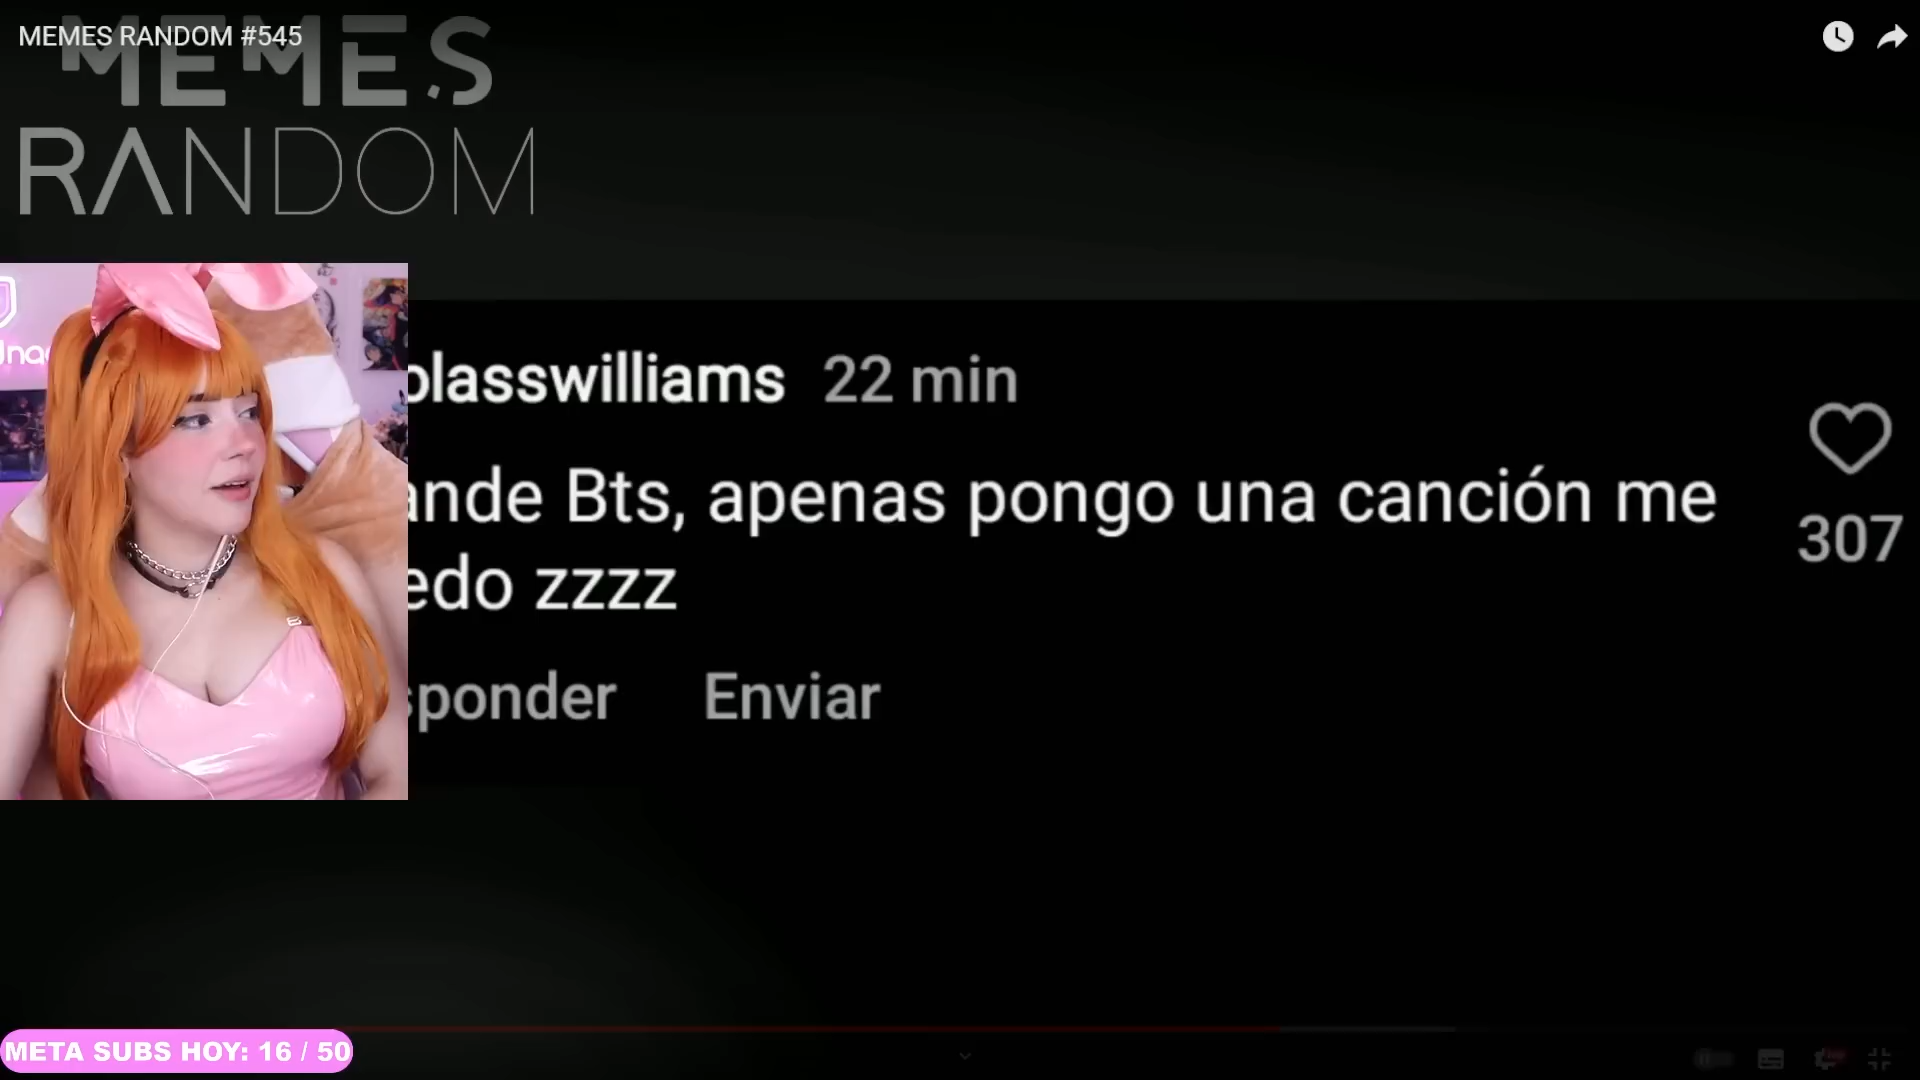 MEMES RANDOM #545
MEMES
RANDOM
olasswilliams 22 min
ande Bts, apenas pongo una canción me
edo zzzz
307
sponder Enviar
META SUBS HOY: 16 / 50